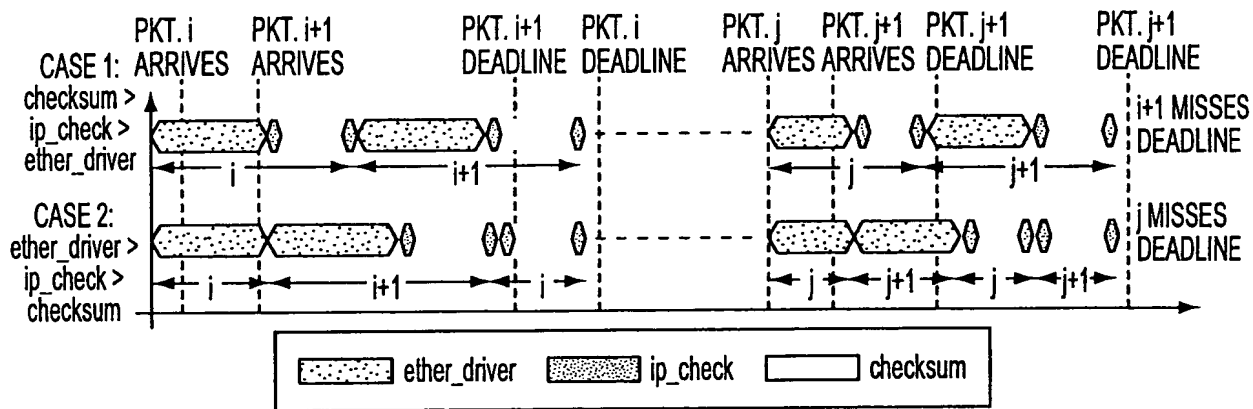 PKT. i
ARRIVES
PKT. i+1
ARRIVES
PKT. i+1
DEADLINE
PKT. i
DEADLINE
PKT. j
ARRIVES
PKT. j+1
ARRIVES
PKT. j+1
DEADLINE
PKT. j+1
DEADLINE
CASE 1:
checksum >
ip_check >
ether_driver
i
i+1
j
j+1
i+1 MISSES
DEADLINE
CASE 2:
ether_driver >
ip_check >
checksum
i
i+1
i
j
j+1
j
j+1
j MISSES
DEADLINE
ether_driver
ip_check
checksum